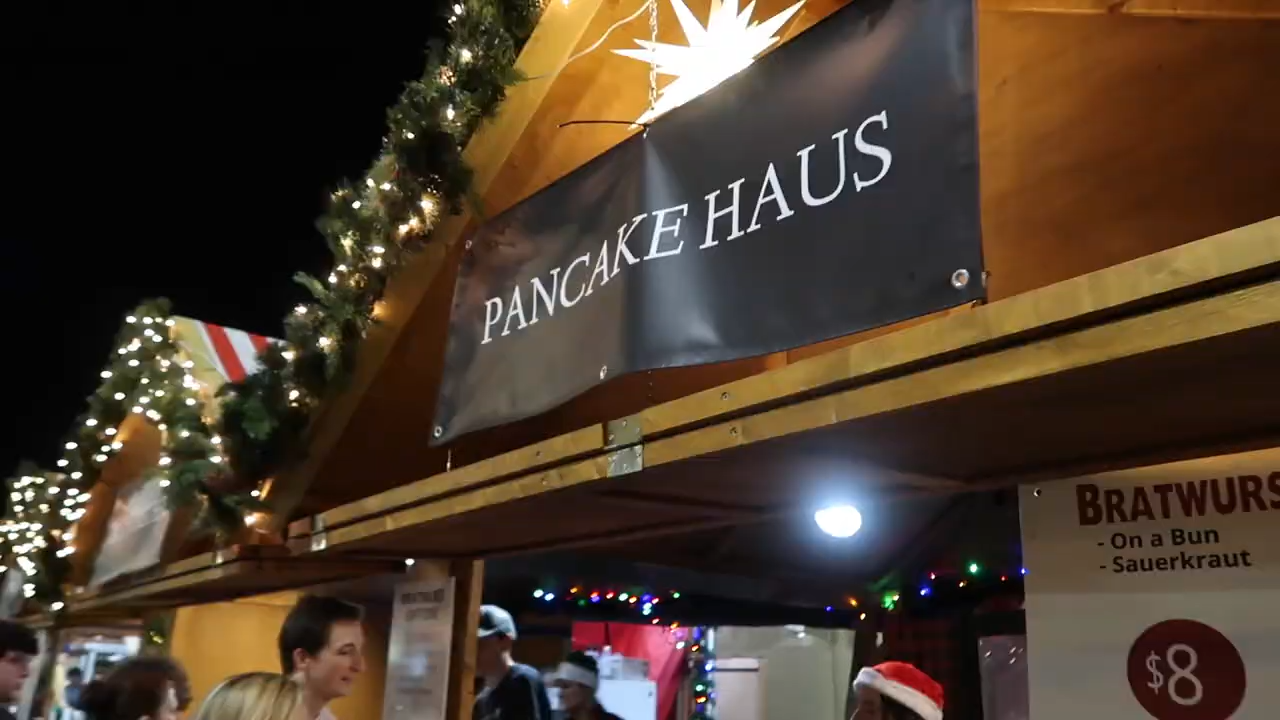 PANCAKE HAUS
BRATWURS
- On a Bun
- Sauerkraut
$8